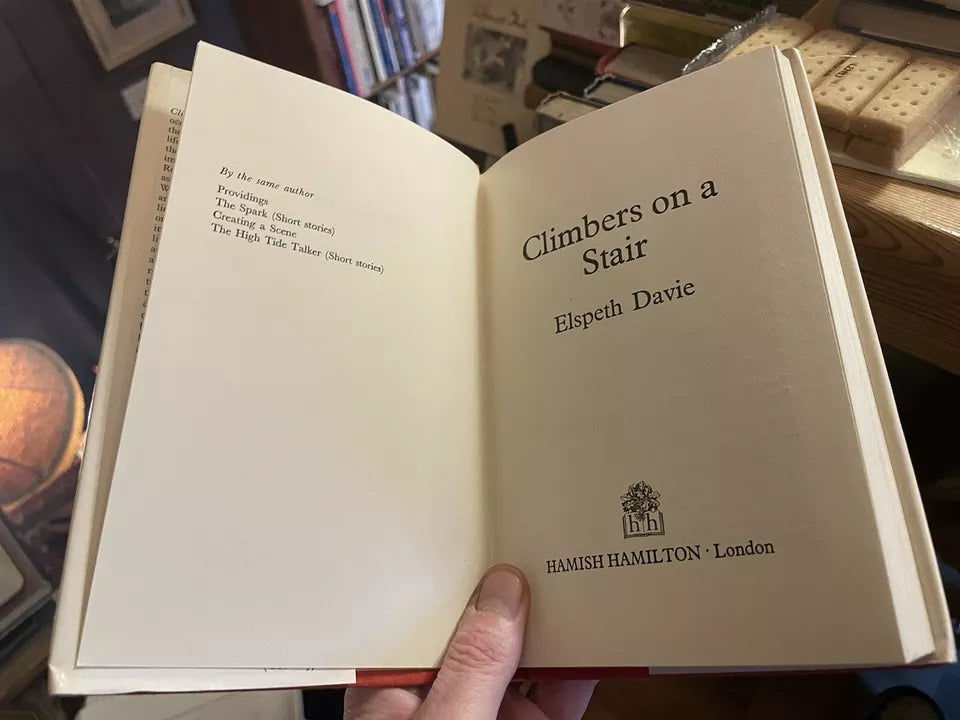 By the same author
Providings
The Spark (Short stories)
Creating a Scene
The High Tide Talker (Short stories)
Climbers on a
Stair
Elspeth Davie
hh
HAMISH HAMILTON · London